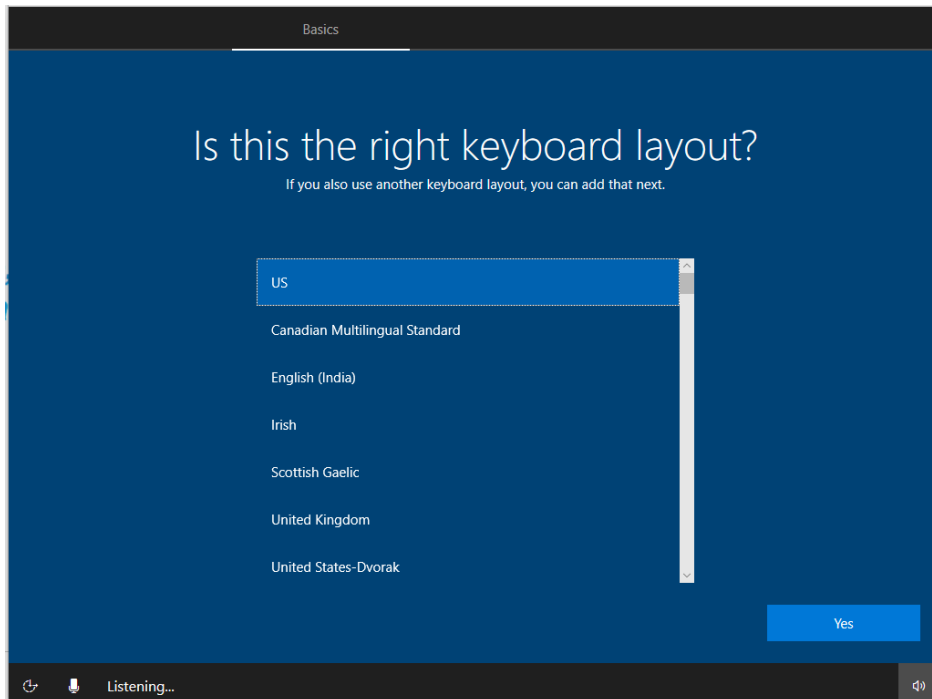 Basics
Is this the right keyboard layout?
If you also use another keyboard layout, you can add that next.
US
Canadian Multilingual Standard
English (India)
Irish
Scottish Gaelic
United Kingdom
United States-Dvorak
Yes
Listening...